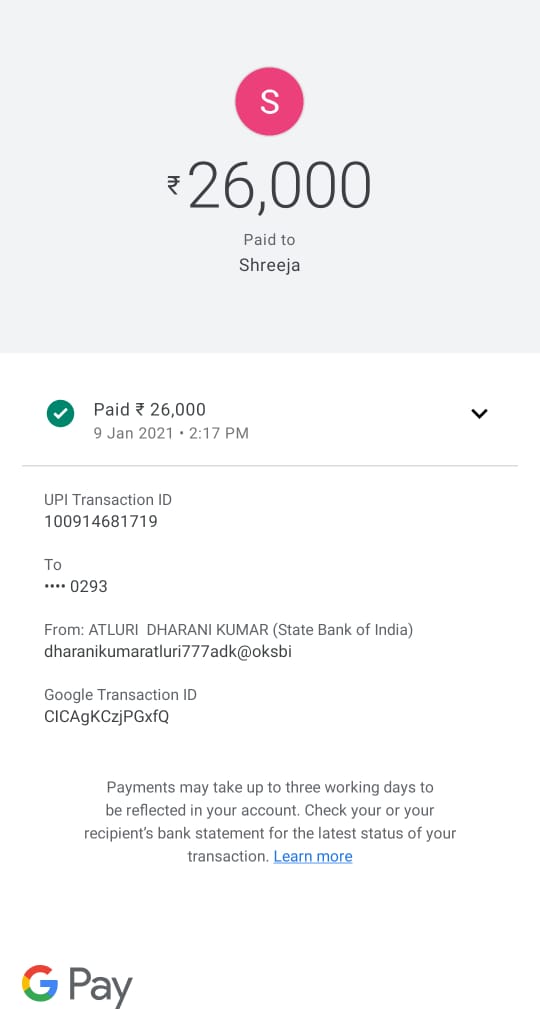 S
₹26,000
Paid to
Shreeja
Paid ₹ 26,000
9 Jan 2021 • 2:17 PM
UPI Transaction ID
100914681719
To
•••• 0293
From: ATLURI  DHARANI KUMAR (State Bank of India)
dharanikumaratluri777adk@oksbi
Google Transaction ID
CICAgKCzjPGxfQ
Payments may take up to three working days to
be reflected in your account. Check your or your
recipient's bank statement for the latest status of your
transaction. Learn more
G Pay